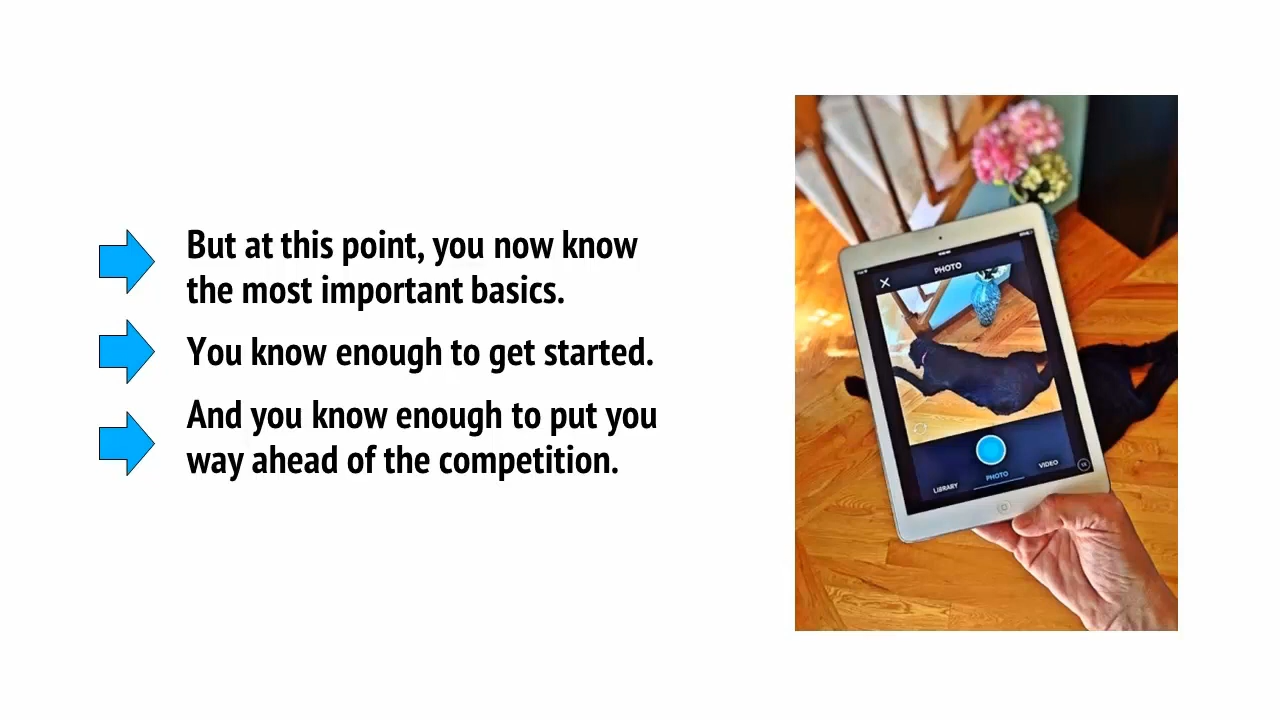 But at this point, you now know
the most important basics.
You know enough to get started.
And you know enough to put you
way ahead of the competition.
PHOTO
LIBRARY
PHOTO
VIDEO